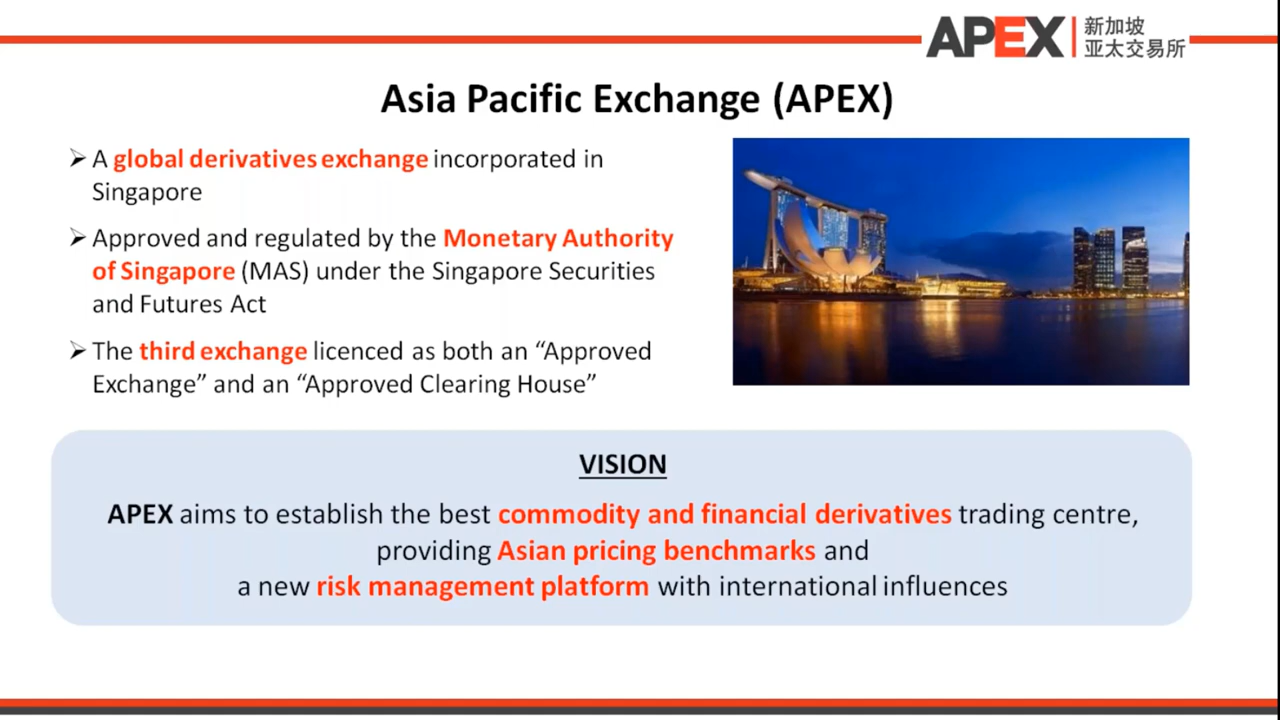 APEX
新加坡
亚太交易所
Asia Pacific Exchange (APEX)
➢ A global derivatives exchange incorporated in
Singapore
➢ Approved and regulated by the Monetary Authority
of Singapore (MAS) under the Singapore Securities
and Futures Act
➢ The third exchange licenced as both an “Approved
Exchange” and an “Approved Clearing House”
VISION
APEX aims to establish the best commodity and financial derivatives trading centre,
providing Asian pricing benchmarks and
a new risk management platform with international influences